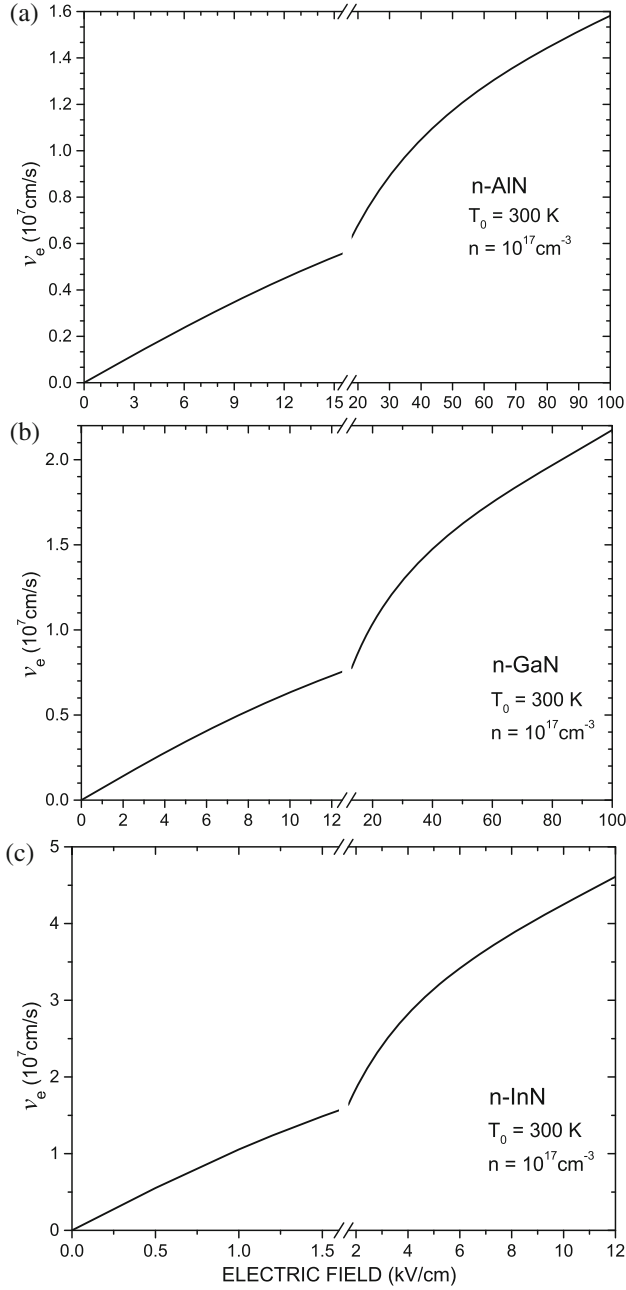 (a)
1.6
1.4
1.2
1.0
0.8
0.6
0.4
0.2
0.0
νe (10⁷cm/s)
n-AlN
T₀ = 300 K
n = 10¹⁷cm⁻³
0 3 6 9 12 15 20 30 40 50 60 70 80 90 100
(b)
2.0
1.5
1.0
0.5
0.0
νe (10⁷cm/s)
n-GaN
T₀ = 300 K
n = 10¹⁷cm⁻³
0 2 4 6 8 10 12 20 40 60 80 100
(c)
5
4
3
2
1
0
νe (10⁷cm/s)
n-InN
T₀ = 300 K
n = 10¹⁷cm⁻³
0.0 0.5 1.0 1.5 2 4 6 8 10 12
ELECTRIC FIELD (kV/cm)